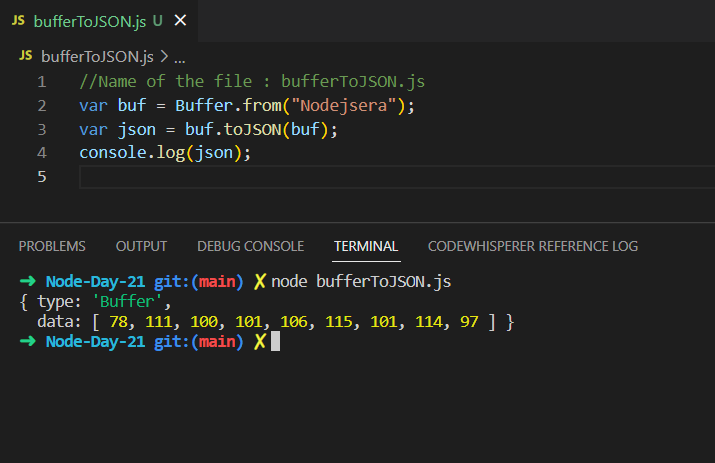 JS bufferToJSON.js U ✕
JS bufferToJSON.js > ...
1 //Name of the file : bufferToJSON.js
2 var buf = Buffer.from("Nodejsera");
3 var json = buf.toJSON(buf);
4 console.log(json);
5
PROBLEMS OUTPUT DEBUG CONSOLE TERMINAL CODEWHISPERER REFERENCE LOG
➜ Node-Day-21 git:(main) ✗ node bufferToJSON.js
{ type: 'Buffer',
  data: [ 78, 111, 100, 101, 106, 115, 101, 114, 97 ] }
➜ Node-Day-21 git:(main) ✗